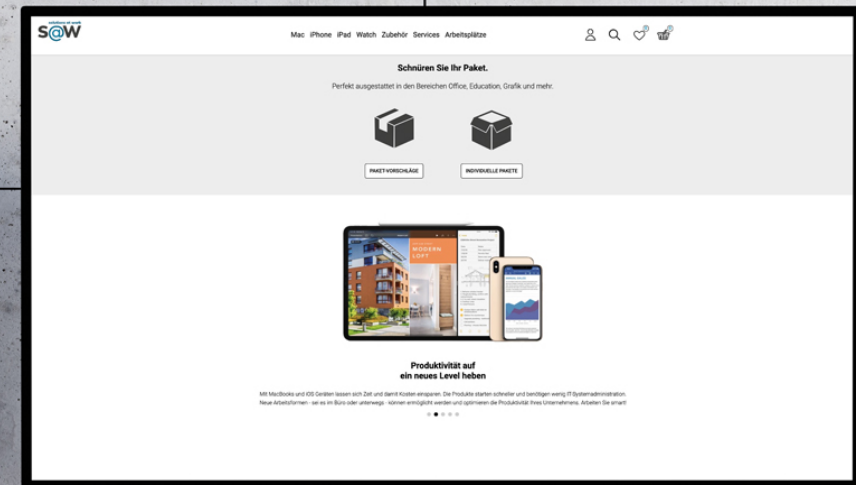 solutions at work
S@W
Mac iPhone iPad Watch Zubehör Services Arbeitsplätze
0
0
Schnüren Sie Ihr Paket.
Perfekt ausgestattet in den Bereichen Office, Education, Grafik und mehr.
PAKET-VORSCHLÄGE
INDIVIDUELLE PAKETE
MODERN
LOFT
Produktivität auf
ein neues Level heben
Mit MacBooks und iOS Geräten lassen sich Zeit und damit Kosten einsparen. Die Produkte starten schneller und benötigen wenig IT-Systemadministration.
Neue Arbeitsformen - sei es im Büro oder unterwegs - können ermöglicht werden und optimieren die Produktivität Ihres Unternehmens. Arbeiten Sie smart!